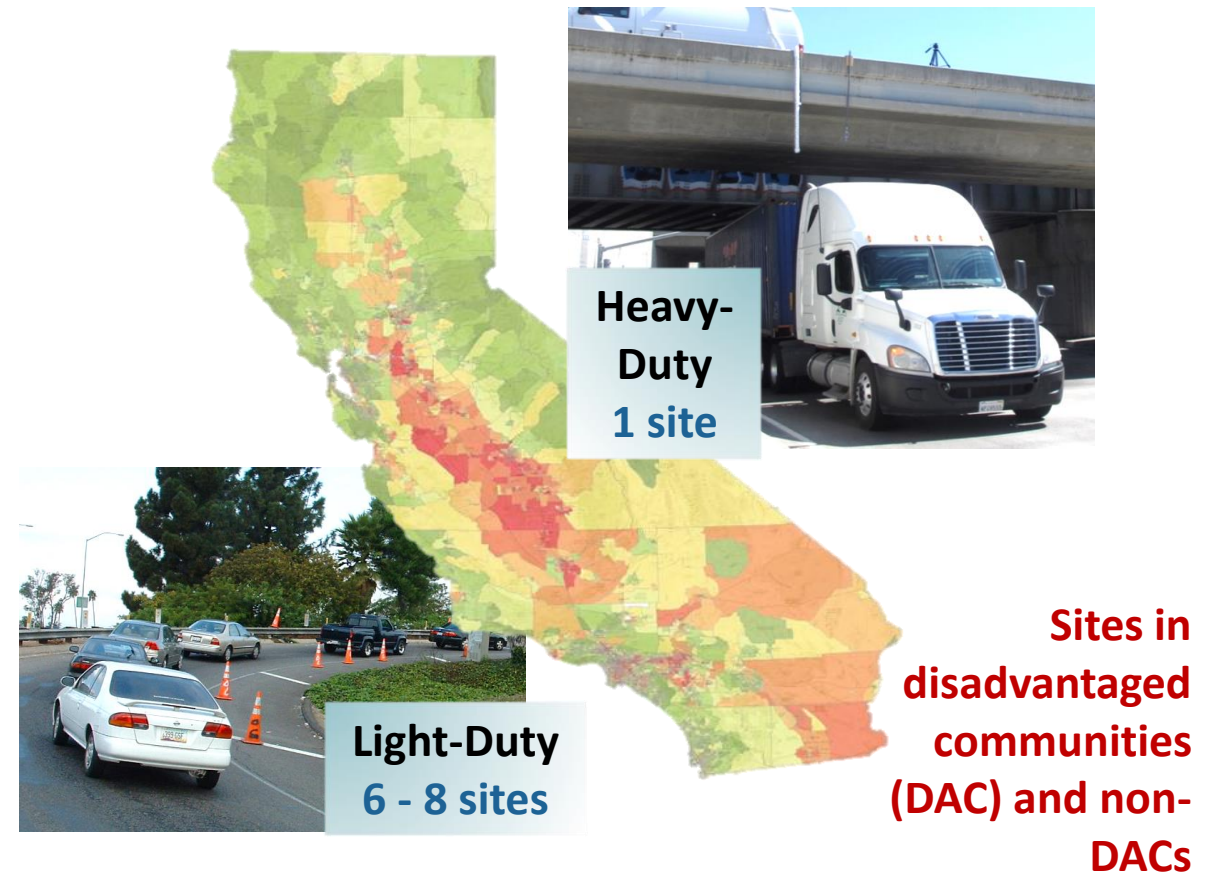 Heavy-
Duty
1 site
Light-Duty
6 - 8 sites
Sites in
disadvantaged
communities
(DAC) and non-
DACs